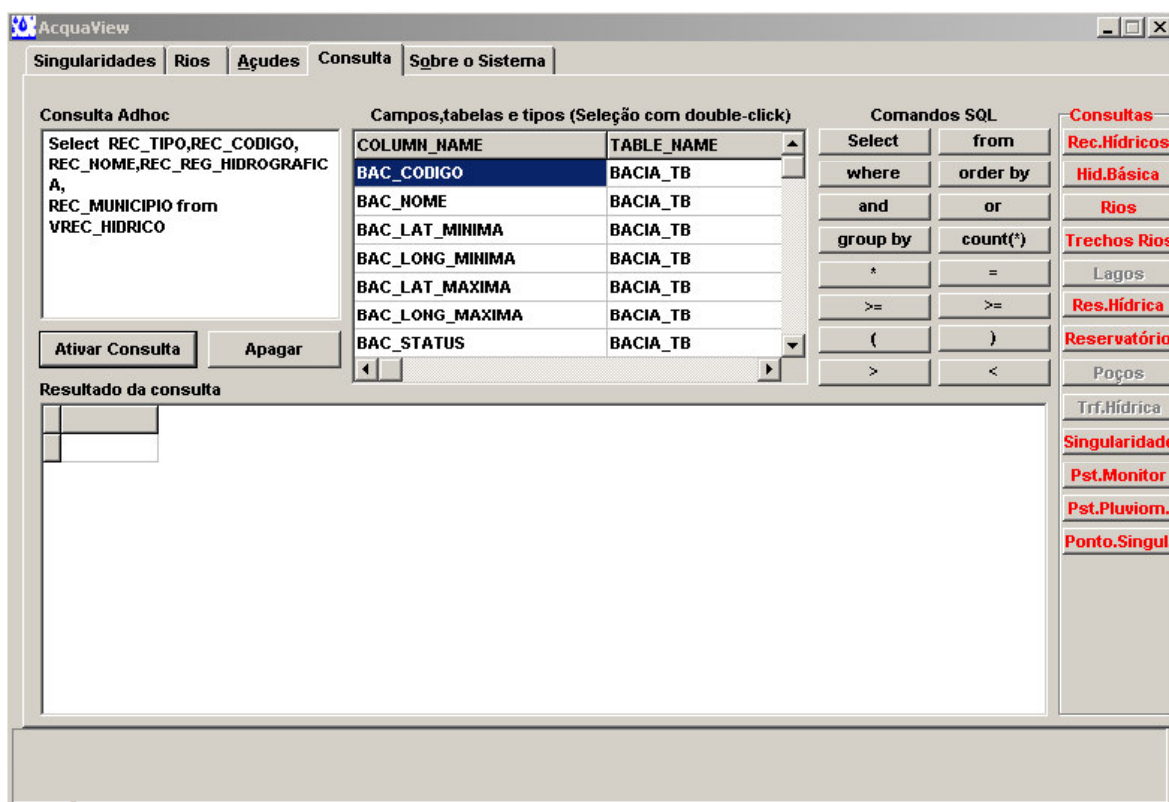 AcquaView
Singularidades Rios Açudes Consulta Sobre o Sistema
Consulta Adhoc
Select REC_TIPO,REC_CODIGO,
REC_NOME,REC_REG_HIDROGRAFIC
A,
REC_MUNICIPIO from
VREC_HIDRICO
Ativar Consulta Apagar
Campos,tabelas e tipos (Seleção com double-click)
COLUMN_NAME TABLE_NAME
BAC_CODIGO BACIA_TB
BAC_NOME BACIA_TB
BAC_LAT_MINIMA BACIA_TB
BAC_LONG_MINIMA BACIA_TB
BAC_LAT_MAXIMA BACIA_TB
BAC_LONG_MAXIMA BACIA_TB
BAC_STATUS BACIA_TB
Comandos SQL
Select from
where order by
and or
group by count(*)
* =
>= >=
( )
> <
Consultas
Rec.Hídricos
Hid.Básica
Rios
Trechos Rios
Lagos
Res.Hídrica
Reservatório
Poços
Trf.Hídrica
Singularidade
Pst.Monitor
Pst.Pluviom.
Ponto.Singul.
Resultado da consulta